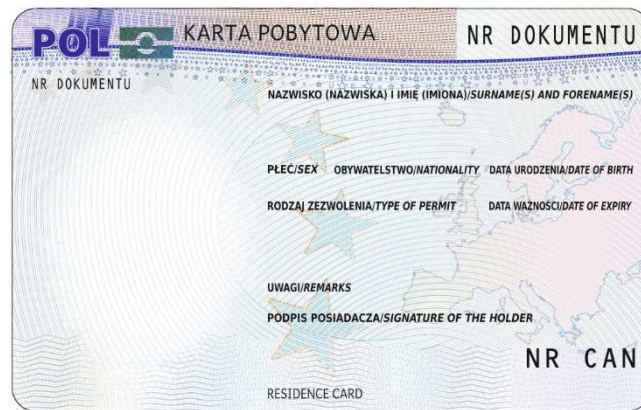 POL KARTA POBYTOWA NR DOKUMENTU
NR DOKUMENTU
NAZWISKO (NAZWISKA) I IMIĘ (IMIONA)/SURNAME(S) AND FORENAME(S)
PŁEĆ/SEX OBYWATELSTWO/NATIONALITY DATA URODZENIA/DATE OF BIRTH
RODZAJ ZEZWOLENIA/TYPE OF PERMIT DATA WAŻNOŚCI/DATE OF EXPIRY
UWAGI/REMARKS
PODPIS POSIADACZA/SIGNATURE OF THE HOLDER
NR CAN
RESIDENCE CARD